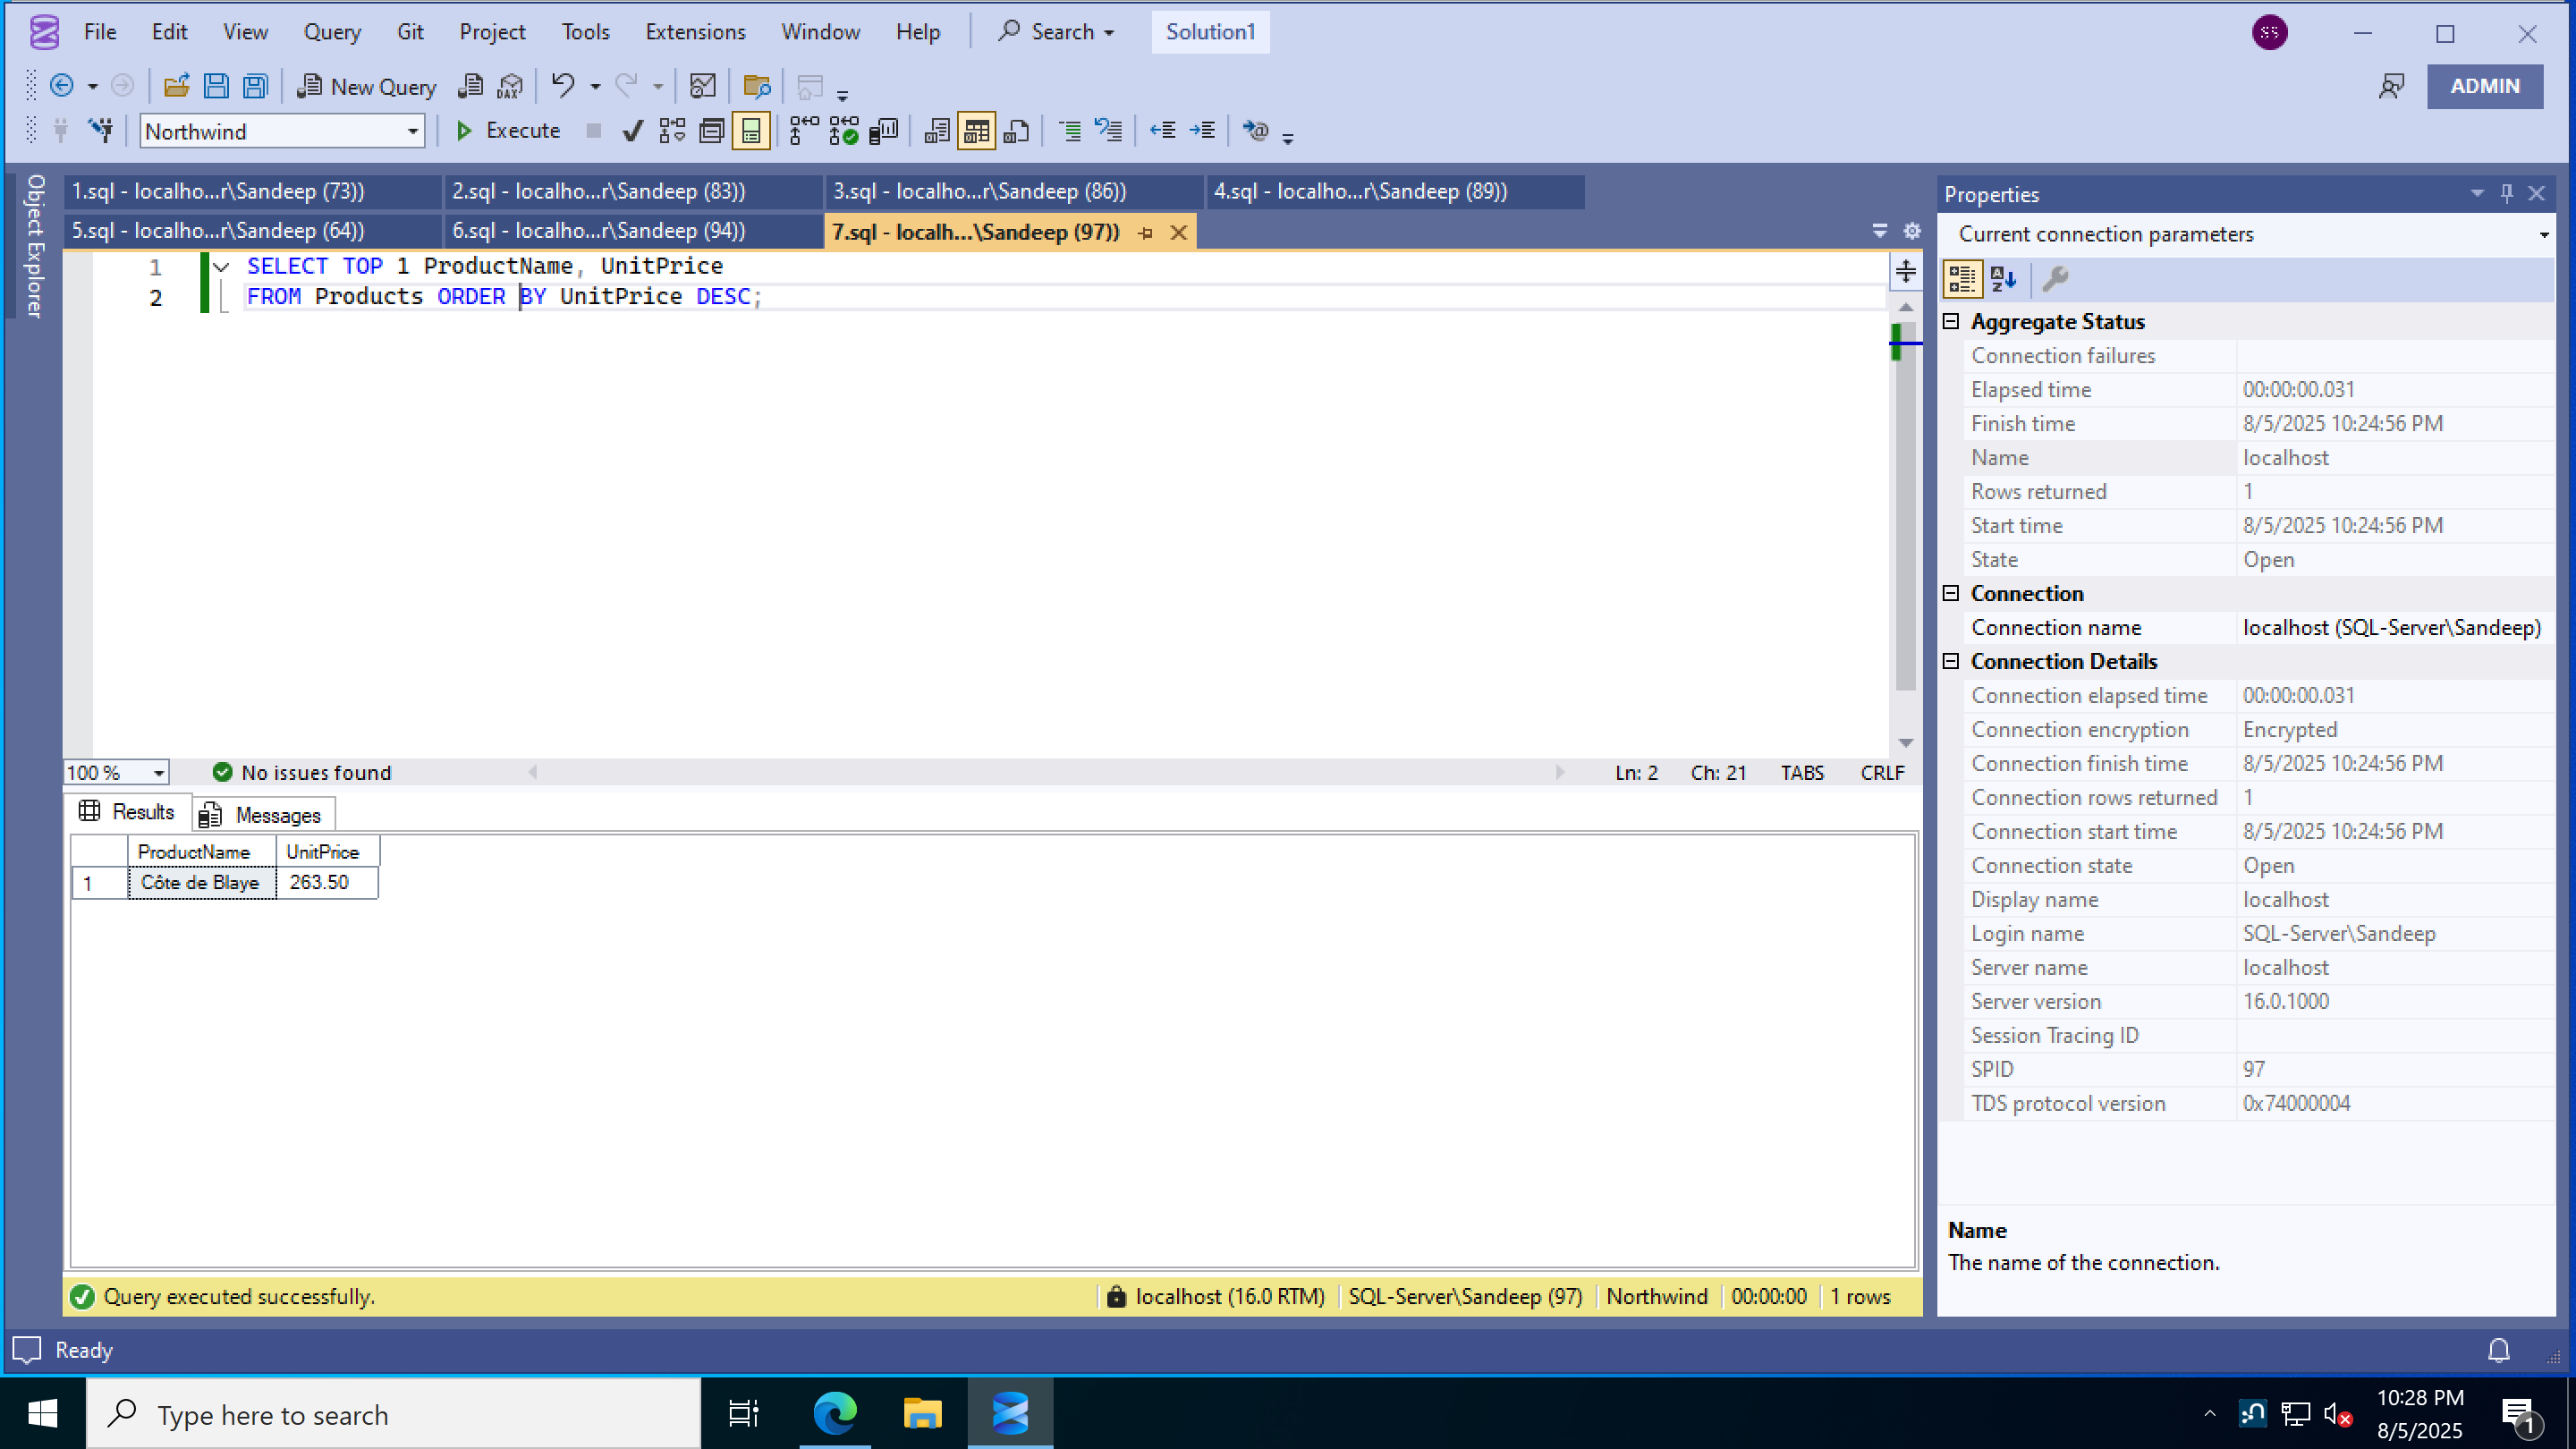 File Edit View Query Git Project Tools Extensions Window Help Search Solution1 SS
New Query DAX ADMIN
Northwind Execute
Object Explorer
1.sql - localho...r\Sandeep (73)) 2.sql - localho...r\Sandeep (83)) 3.sql - localho...r\Sandeep (86)) 4.sql - localho...r\Sandeep (89))
5.sql - localho...r\Sandeep (64)) 6.sql - localho...r\Sandeep (94)) 7.sql - localh...\Sandeep (97))
1 SELECT TOP 1 ProductName, UnitPrice
2 FROM Products ORDER BY UnitPrice DESC;
100 % No issues found Ln: 2 Ch: 21 TABS CRLF
Results Messages
ProductName UnitPrice
1 Côte de Blaye 263.50
Query executed successfully. localhost (16.0 RTM) SQL-Server\Sandeep (97) Northwind 00:00:00 1 rows
Properties
Current connection parameters
Aggregate Status
Connection failures
Elapsed time 00:00:00.031
Finish time 8/5/2025 10:24:56 PM
Name localhost
Rows returned 1
Start time 8/5/2025 10:24:56 PM
State Open
Connection
Connection name localhost (SQL-Server\Sandeep)
Connection Details
Connection elapsed time 00:00:00.031
Connection encryption Encrypted
Connection finish time 8/5/2025 10:24:56 PM
Connection rows returned 1
Connection start time 8/5/2025 10:24:56 PM
Connection state Open
Display name localhost
Login name SQL-Server\Sandeep
Server name localhost
Server version 16.0.1000
Session Tracing ID
SPID 97
TDS protocol version 0x74000004
Name
The name of the connection.
Ready
Type here to search
10:28 PM
8/5/2025
1